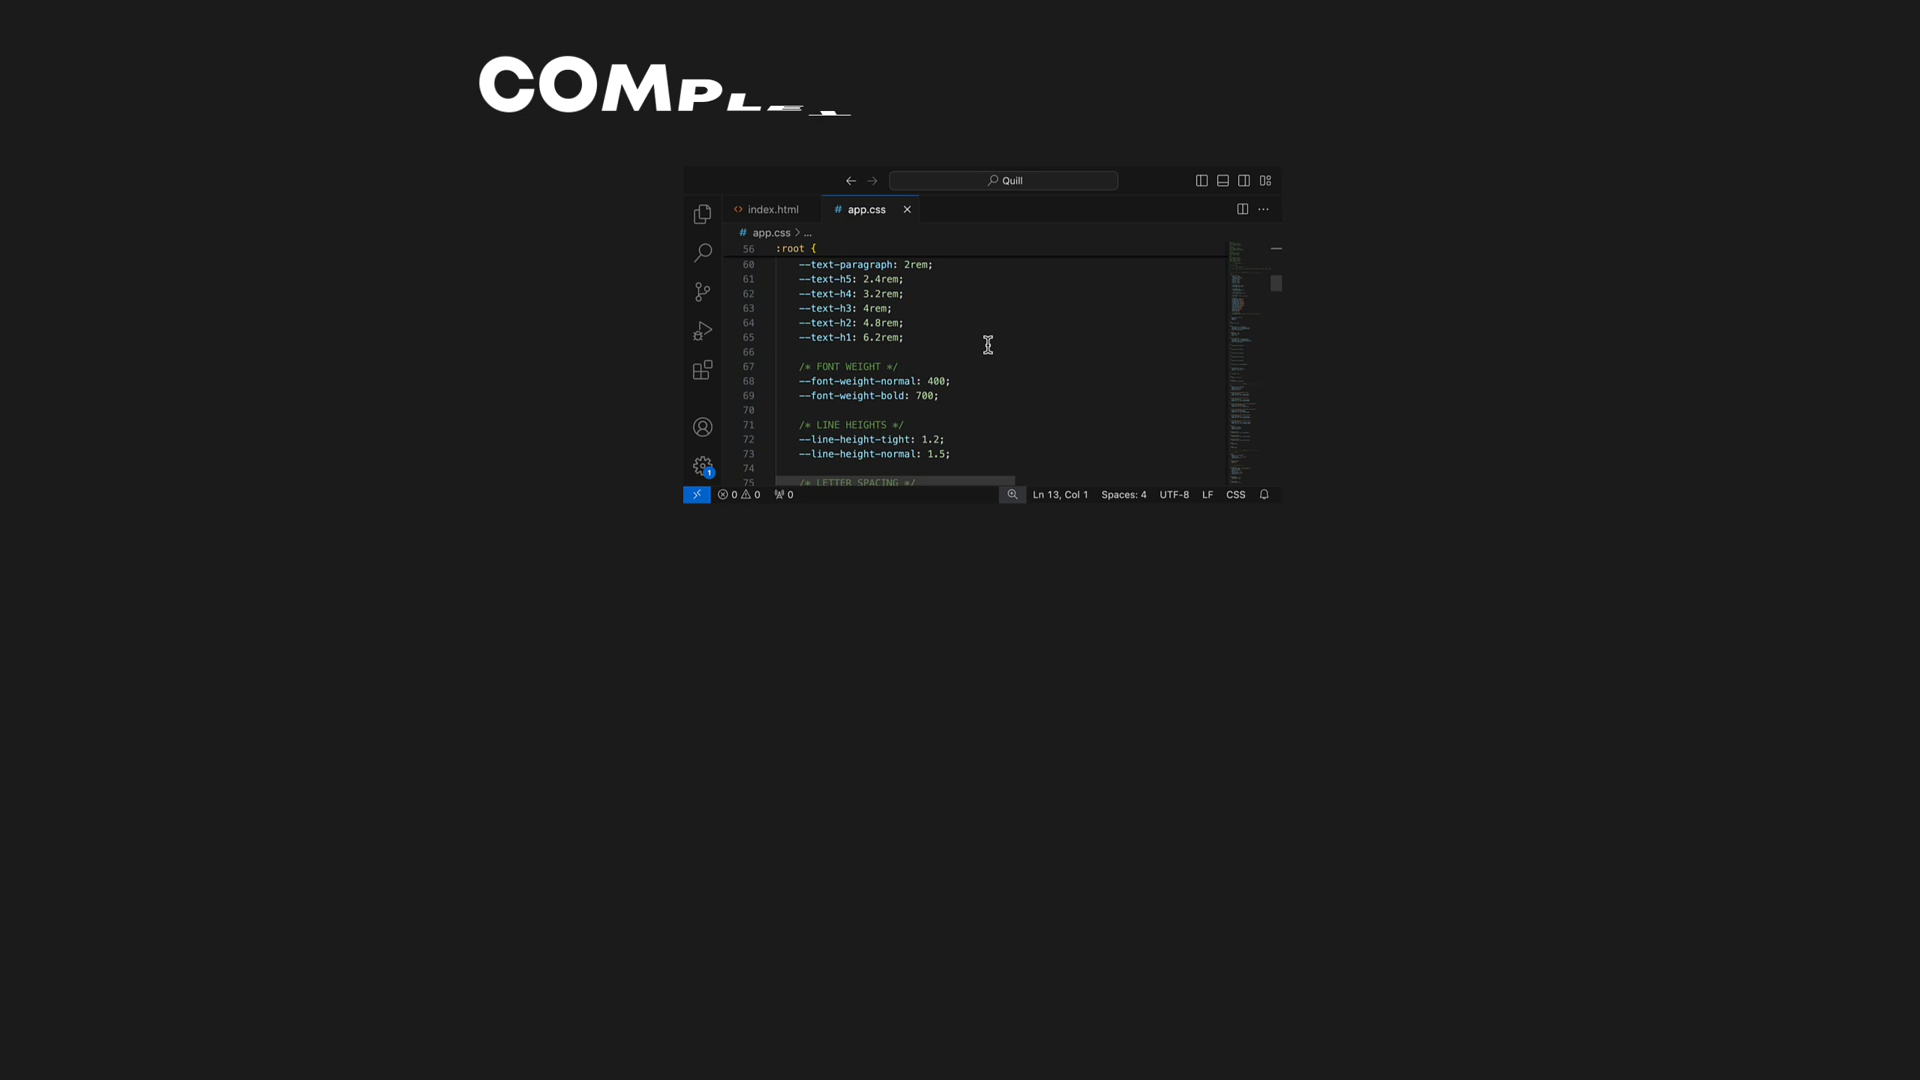 COMPLEX
Quill
index.html
app.css
# app.css > ...
56 :root {
60 --text-paragraph: 2rem;
61 --text-h5: 2.4rem;
62 --text-h4: 3.2rem;
63 --text-h3: 4rem;
64 --text-h2: 4.8rem;
65 --text-h1: 6.2rem;
66
67 /* FONT WEIGHT */
68 --font-weight-normal: 400;
69 --font-weight-bold: 700;
70
71 /* LINE HEIGHTS */
72 --line-height-tight: 1.2;
73 --line-height-normal: 1.5;
74
75 /* LETTER SPACING */
1
0 0 0 Ln 13, Col 1 Spaces: 4 UTF-8 LF CSS